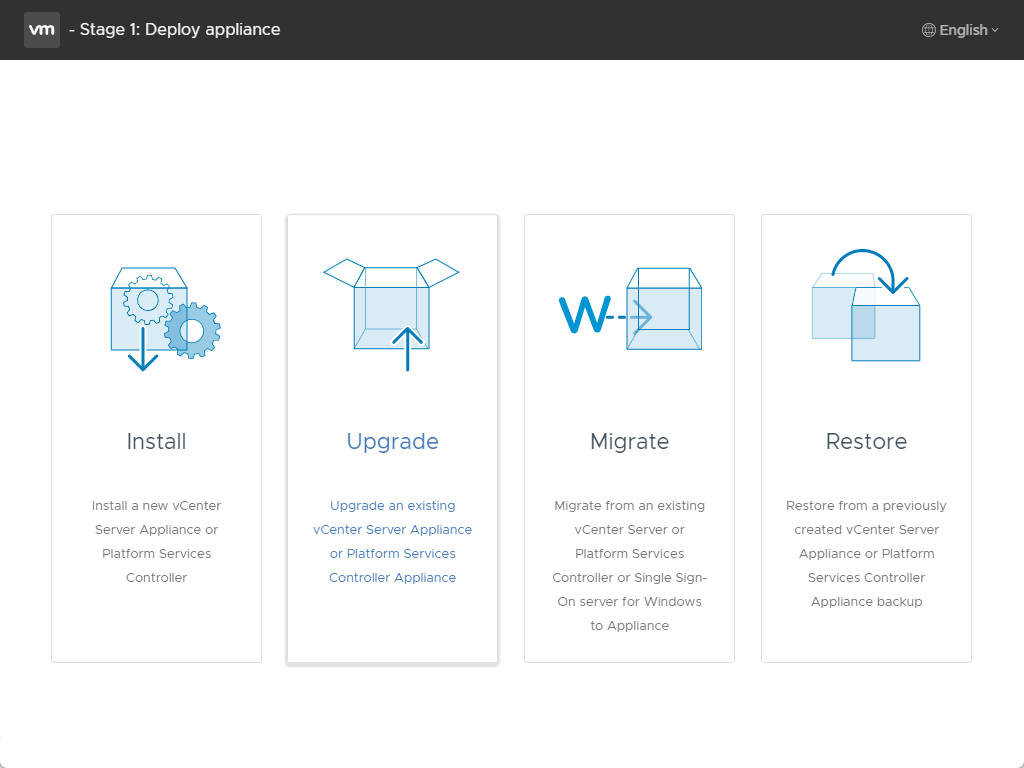 vm - Stage 1: Deploy appliance
English
Install
Install a new vCenter
Server Appliance or
Platform Services
Controller
Upgrade
Upgrade an existing
vCenter Server Appliance
or Platform Services
Controller Appliance
W
Migrate
Migrate from an existing
vCenter Server or
Platform Services
Controller or Single Sign-
On server for Windows
to Appliance
Restore
Restore from a previously
created vCenter Server
Appliance or Platform
Services Controller
Appliance backup